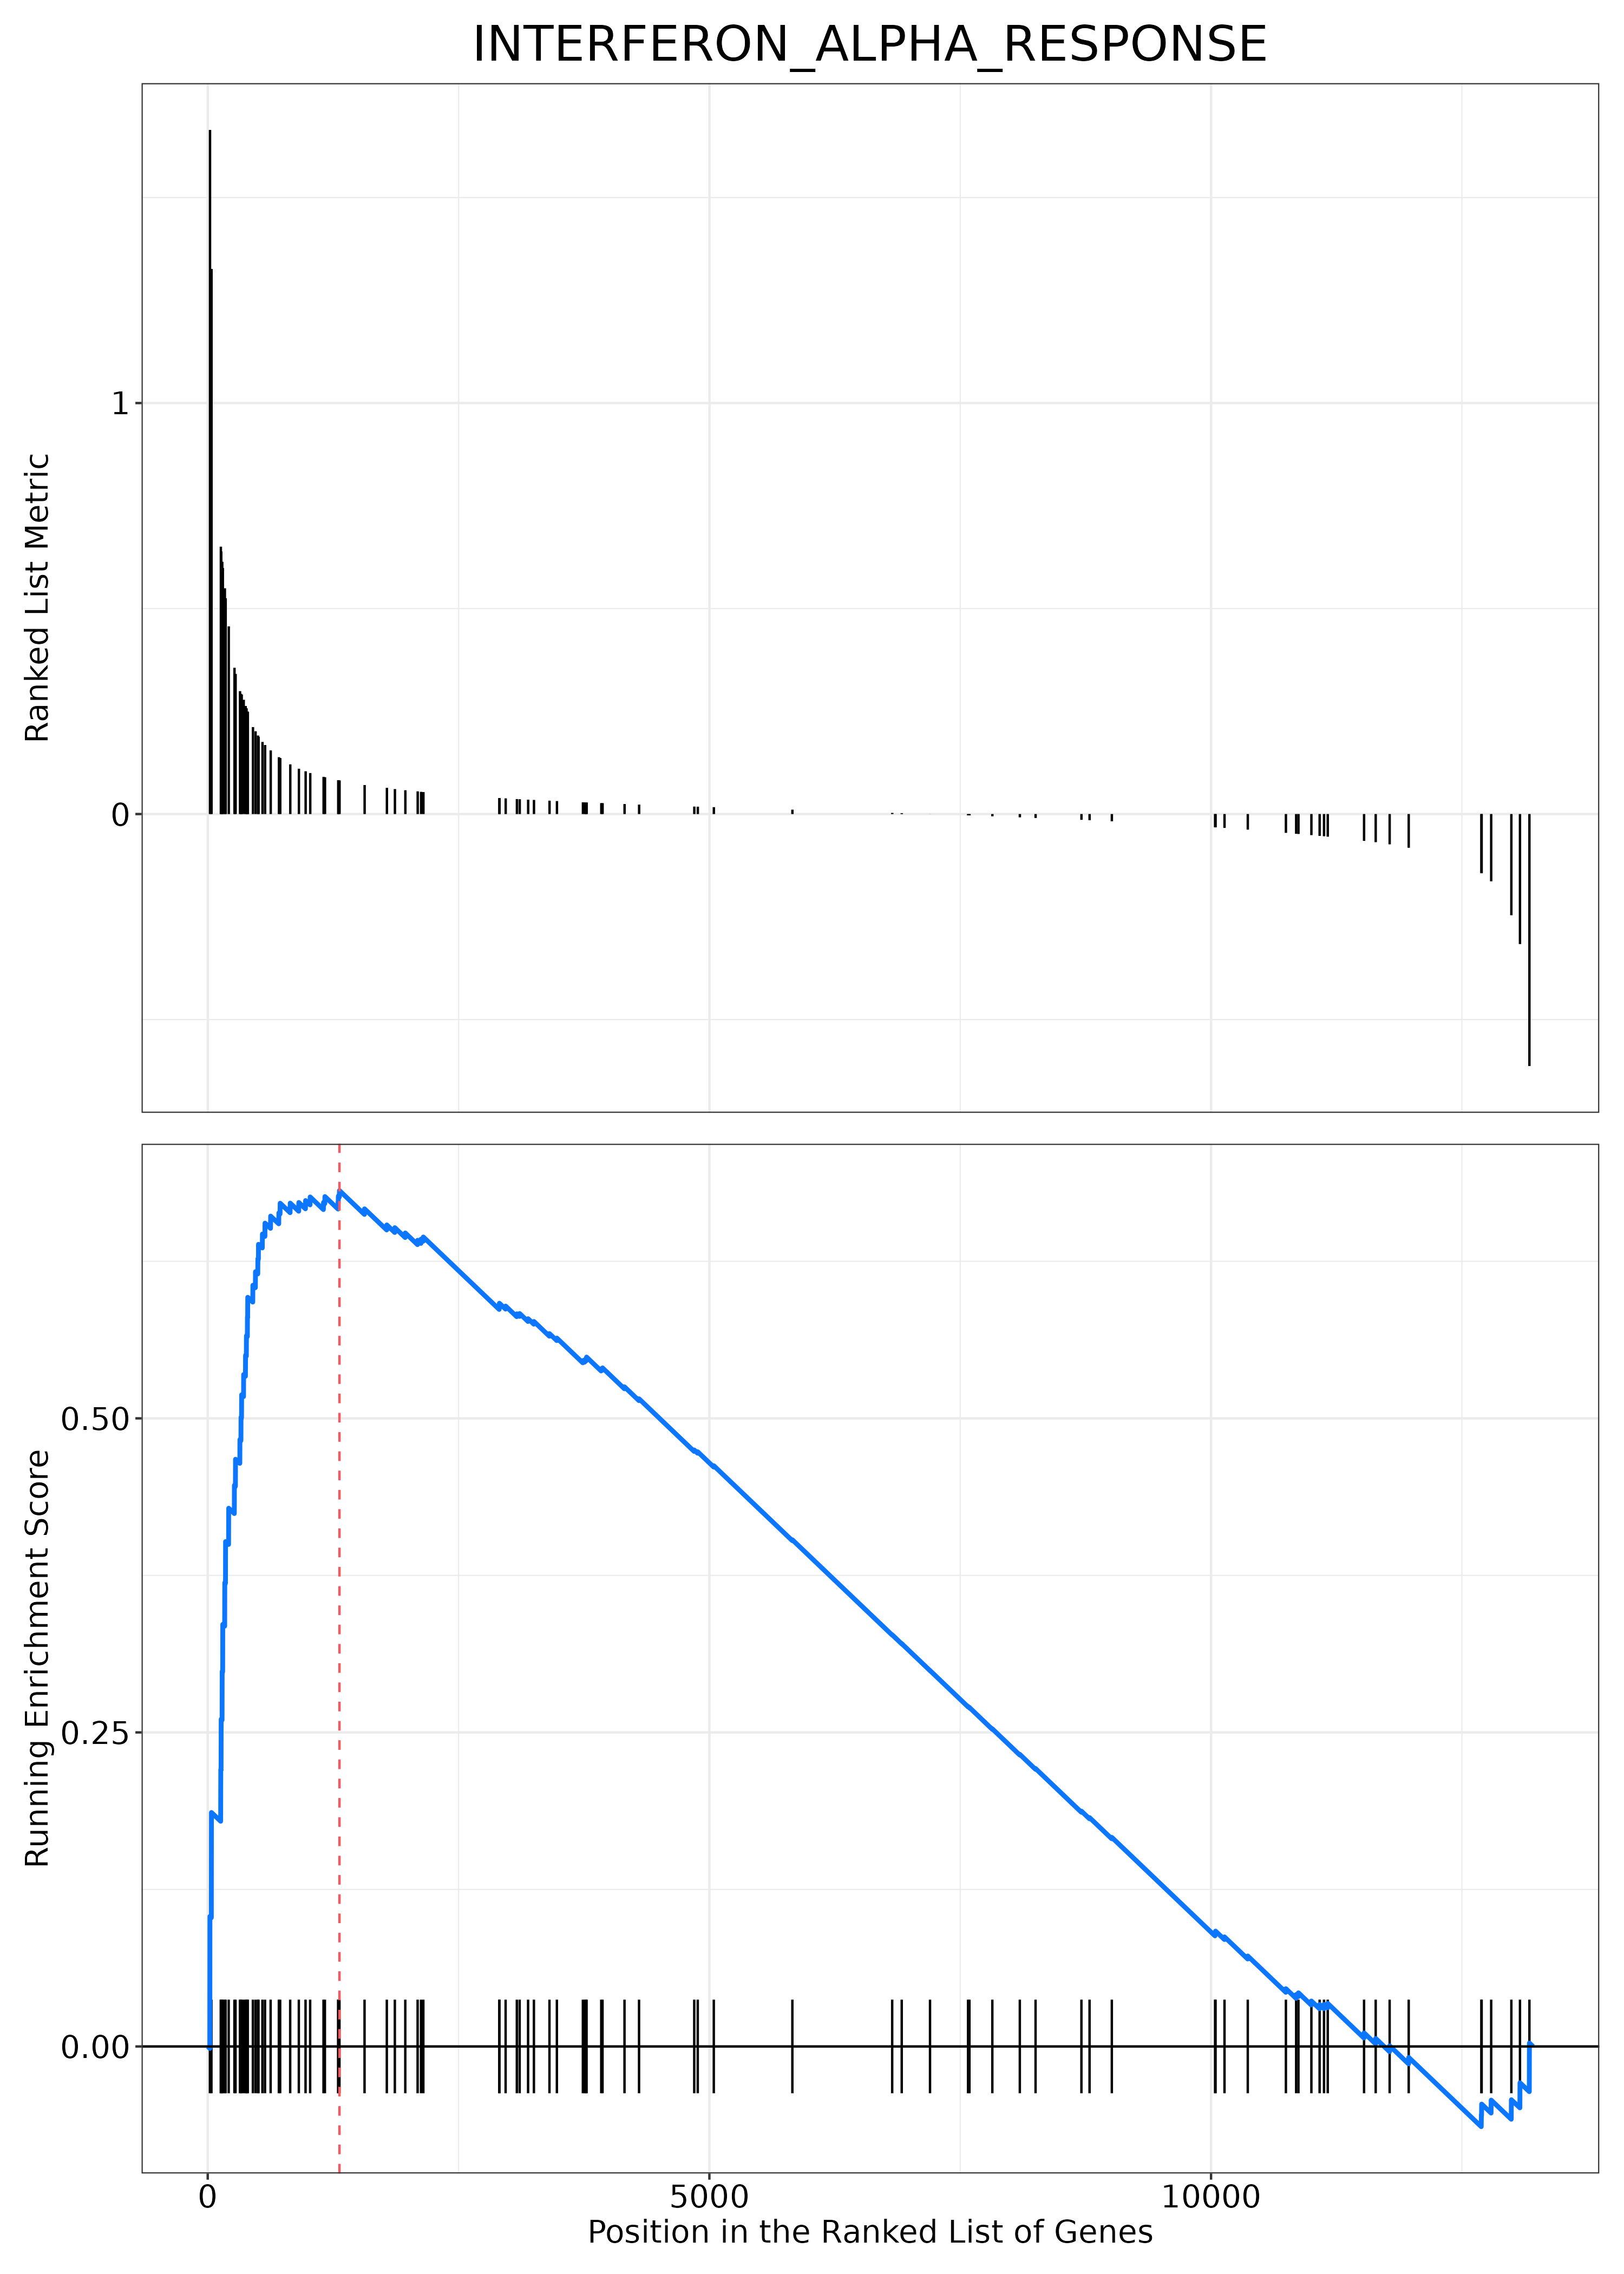 INTERFERON_ALPHA_RESPONSE
Ranked List Metric
1
0
Running Enrichment Score
0.50
0.25
0.00
0
5000
10000
Position in the Ranked List of Genes